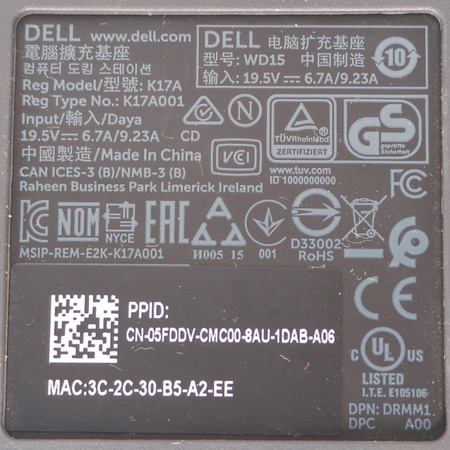 DELL www.dell.com
電腦擴充基座
컴퓨터 도킹 스테이션
Reg Model/型號: K17A
Reg Type No.: K17A001
Input/輸入/Daya
19.5V⎓6.7A/9.23A
CD
中國製造/Made In China
CAN ICES-3 (B)/NMB-3 (B)
Raheen Business Park Limerick Ireland
DELL 电脑扩充基座
型号: WD15 中国制造
输入: 19.5V⎓6.7A/9.23A
10
N
VCI
TÜVRheinland
ZERTIFIZIERT
www.tuv.com
ID 1000000000
GS
geprüfte
Sicherheit
FC
NOM
NYCE
EAC
MSIP-REM-E2K-K17A001
И005 15
001
D33002
RoHS
CE
PPID:
CN-05FDDV-CMC00-8AU-1DAB-A06
MAC:3C-2C-30-B5-A2-EE
c UL us
LISTED
I.T.E. E105106
DPN: DRMM1
DPC A00